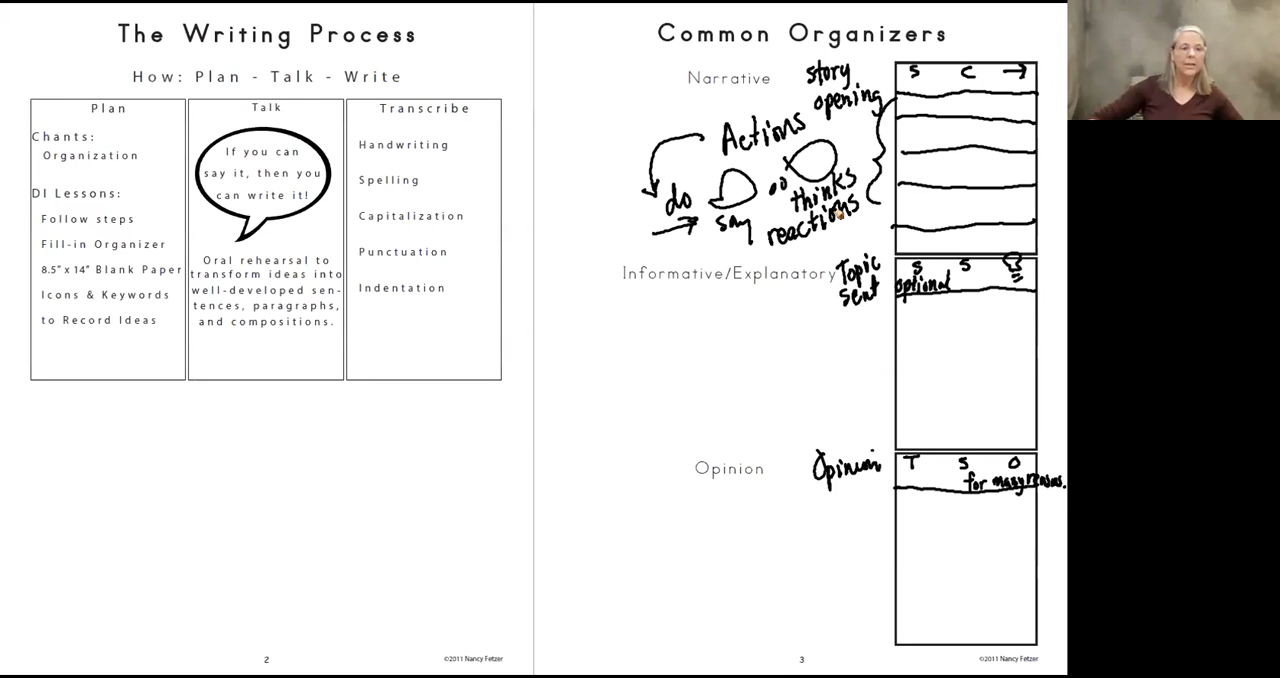 The Writing Process
How: Plan - Talk - Write
Plan
Chants:
Organization
DI Lessons:
Follow steps
Fill-in Organizer
8.5" x 14" Blank Paper
Icons & Keywords
to Record Ideas
Talk
If you can
say it, then you
can write it!
Oral rehearsal to
transform ideas into
well-developed sen-
tences, paragraphs,
and compositions.
Transcribe
Handwriting
Spelling
Capitalization
Punctuation
Indentation
2
©2011 Nancy Fetzer
Common Organizers
Narrative
story
opening
S C
Actions
do
say
thinks
reactions
Informative/Explanatory
Topic
sent
S S
optional
Opinion
Opinion
T S O
for many reasons.
3
©2011 Nancy Fetzer